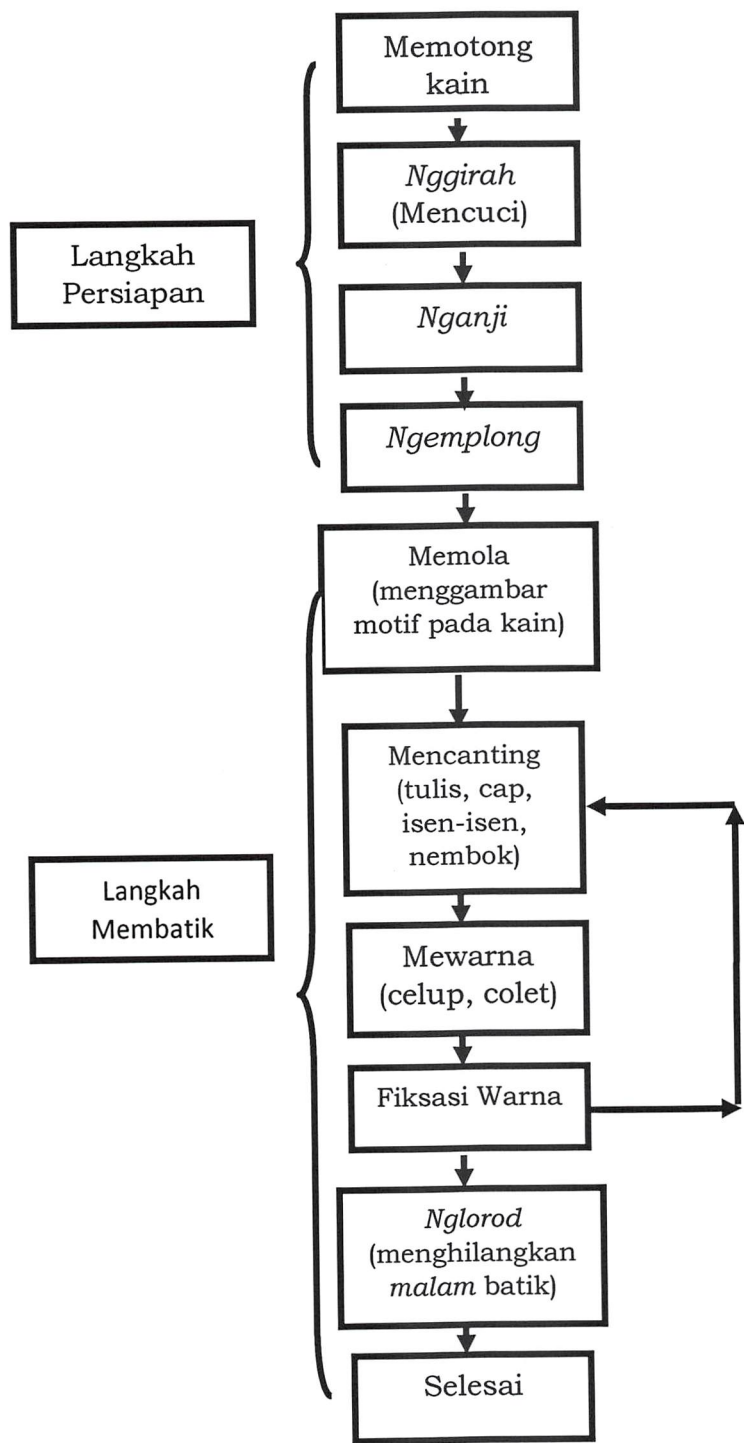 Memotong
kain
Nggirah
(Mencuci)
Langkah
Persiapan
Nganji
Ngemplong
Memola
(menggambar
motif pada kain)
Mencanting
(tulis, cap,
isen-isen,
nembok)
Langkah
Membatik
Mewarna
(celup, colet)
Fiksasi Warna
Nglorod
(menghilangkan
malam batik)
Selesai